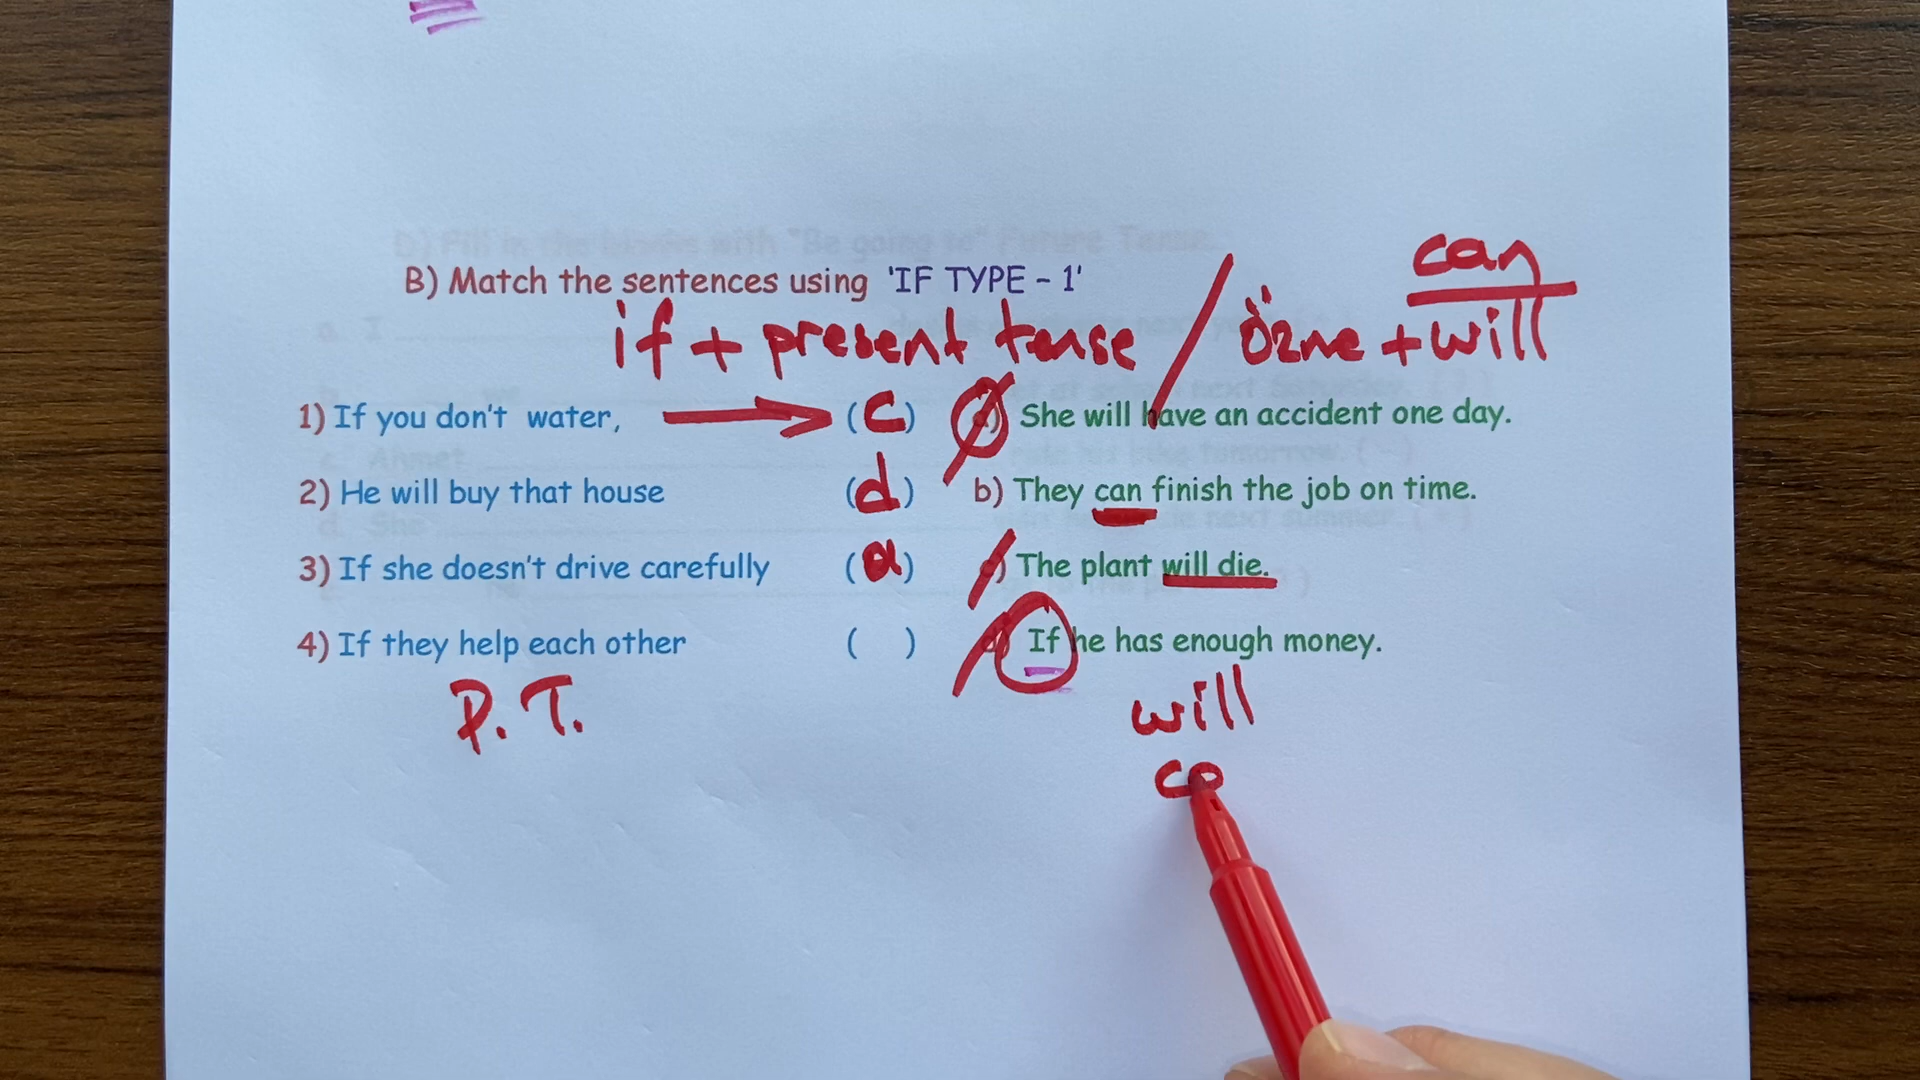 can
B) Match the sentences using 'IF TYPE - 1'
if + present tense / özne + will
1) If you don't water, (c) a) She will have an accident one day.
2) He will buy that house (d) b) They can finish the job on time.
3) If she doesn't drive carefully (a) c) The plant will die.
4) If they help each other ( ) d) If he has enough money.
P. T. will
ca